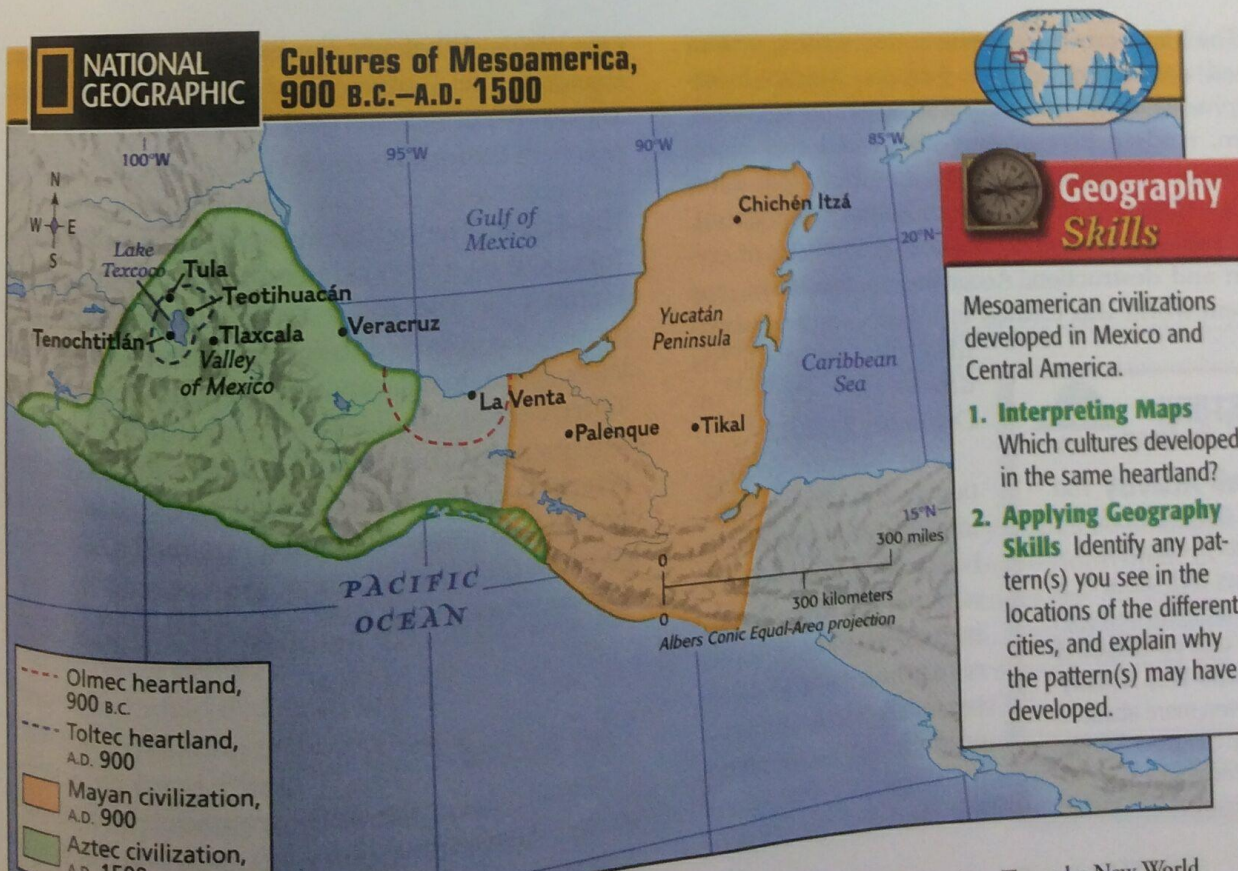 NATIONAL
GEOGRAPHIC
Cultures of Mesoamerica,
900 B.C.–A.D. 1500
100°W
95°W
90°W
85°W
N
W E
S
Gulf of
Mexico
Chichén Itzá
20°N
Lake
Texcoco
Tula
Teotihuacán
Tenochtitlán
Tlaxcala
Valley
of Mexico
Veracruz
Yucatán
Peninsula
Caribbean
Sea
La Venta
Palenque
Tikal
15°N
PACIFIC
OCEAN
0
300 miles
300 kilometers
0
Albers Conic Equal-Area projection
Olmec heartland,
900 B.C.
Toltec heartland,
A.D. 900
Mayan civilization,
A.D. 900
Aztec civilization,
A.D. 1500
Geography
Skills
Mesoamerican civilizations
developed in Mexico and
Central America.
1. Interpreting Maps
Which cultures developed
in the same heartland?
2. Applying Geography
Skills Identify any pat-
tern(s) you see in the
locations of the different
cities, and explain why
the pattern(s) may have
developed.
New World